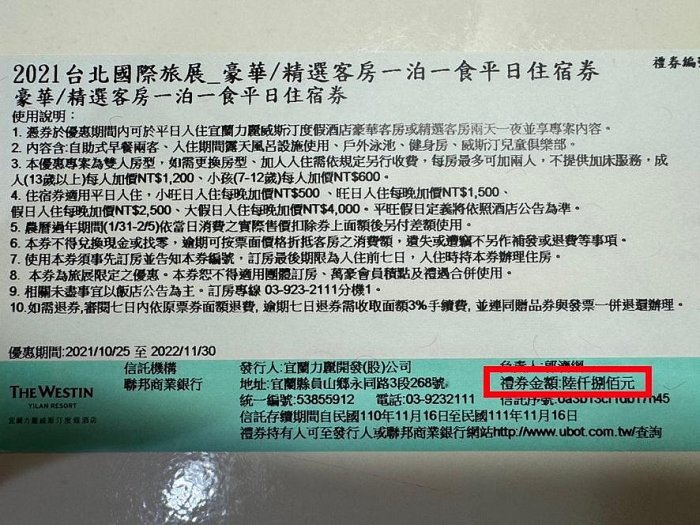 2021台北國際旅展_豪華/精選客房一泊一食平日住宿券
禮券編號
豪華/精選客房一泊一食平日住宿券
使用說明：
1. 憑券於優惠期間內可於平日入住宜蘭力麗威斯汀度假酒店豪華客房或精選客房兩天一夜並享專案內容。
2. 內容含:自助式早餐兩客、入住期間露天風呂設施使用、戶外泳池、健身房、威斯汀兒童俱樂部。
3. 本優惠專案為雙人房型，如需更換房型、加人入住需依規定另行收費，每房最多可加兩人，不提供加床服務，成
人(13歲以上)每人加價NT$1,200、小孩(7-12歲)每人加價NT$600。
4. 住宿券適用平日入住，小旺日入住每晚加價NT$500 、旺日入住每晚加價NT$1,500、
假日入住每晚加價NT$2,500、大假日入住每晚加價NT$4,000。平旺假日定義將依照酒店公告為準。
5. 農曆過年期間(1/31-2/5)依當日消費之實際售價扣除券上面額後另付差額使用。
6. 本券不得兌換現金或找零，逾期可按票面價格折抵客房之消費額，遺失或遭竊不另作補發或退費等事項。
7. 使用本券須事先訂房並告知本券編號，訂房最後期限為入住前七日，入住時持本券辦理住房。
8. 本券為旅展限定之優惠。本券恕不得適用團體訂房、萬豪會員積點及禮遇合併使用。
9. 相關未盡事宜以飯店公告為主。訂房專線 03-923-2111分機1。
10.如需退券,審閱七日內依原票券面額退費, 逾期七日退券需收取面額3%手續費, 並連同贈品券與發票一併退還辦理。
優惠期間:2021/10/25 至 2022/11/30
信託機構
聯邦商業銀行
THE WESTIN
YILAN RESORT
宜蘭力麗威斯汀度假酒店
發行人:宜蘭力麗開發(股)公司
地址:宜蘭縣員山鄉永同路3段268號
禮券金額:陸仟捌佰元
統一編號:53855912 電話:03-9232111
信託存續期間自民國110年11月16日至民國111年11月16日
禮券持有人可至發行人或聯邦商業銀行網站http://www.ubot.com.tw/查詢